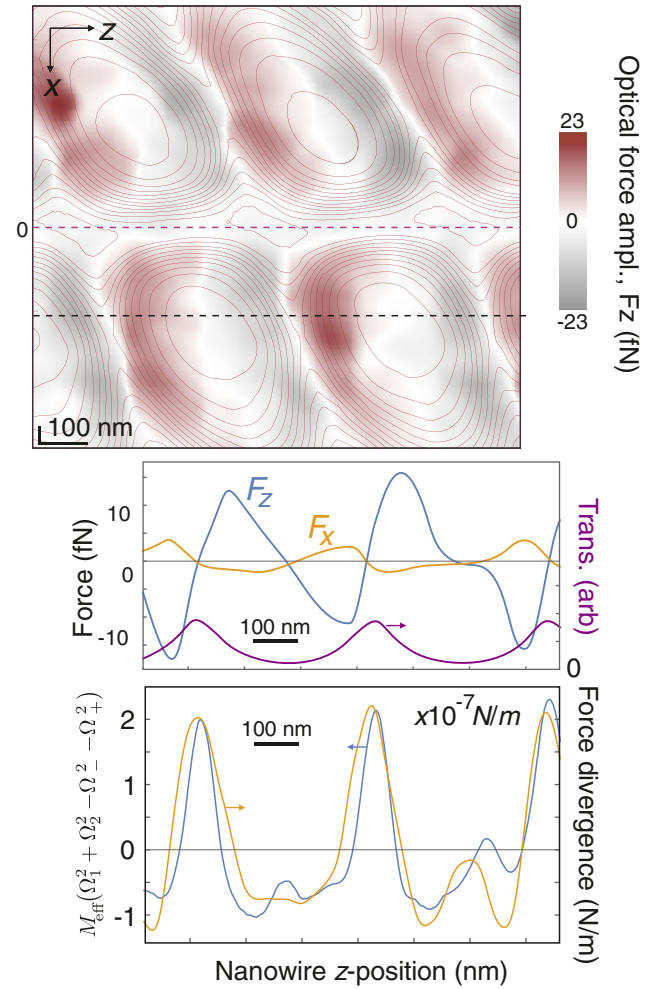 z
x
0
100 nm
23
0
-23
Optical force ampl., Fz (fN)
Force (fN)
10
0
-10
Fz
Fx
100 nm
Trans. (arb)
0
M_eff(Ω₁² + Ω₂² − Ω₋² − Ω₊²)
2
1
0
-1
100 nm
x10⁻⁷N/m
Force divergence (N/m)
Nanowire z-position (nm)